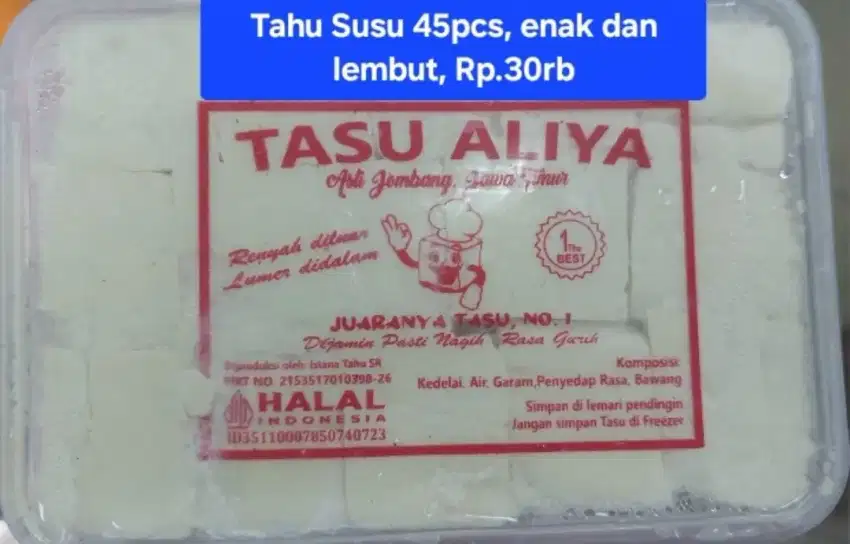 Tahu Susu 45pcs, enak dan
lembut, Rp.30rb
TASU ALIYA
Asli Jombang, Jawa Timur
Renyah diluar
Lumer didalam
1
The
BEST
JUARANYA TASU, NO. 1
Dijamin Pasti Nagih Rasa Gurih
Diproduksi oleh: Istana Tahu SR
PIRT NO 2153517010398-26
HALAL
INDONESIA
ID35110007850740723
Komposisi:
Kedelai, Air, Garam,Penyedap Rasa, Bawang
Simpan di lemari pendingin
Jangan simpan Tasu di Freezer